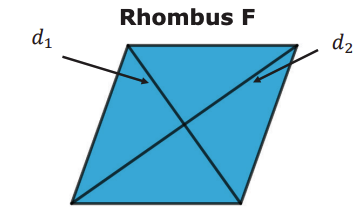 Rhombus F
d₁
d₂